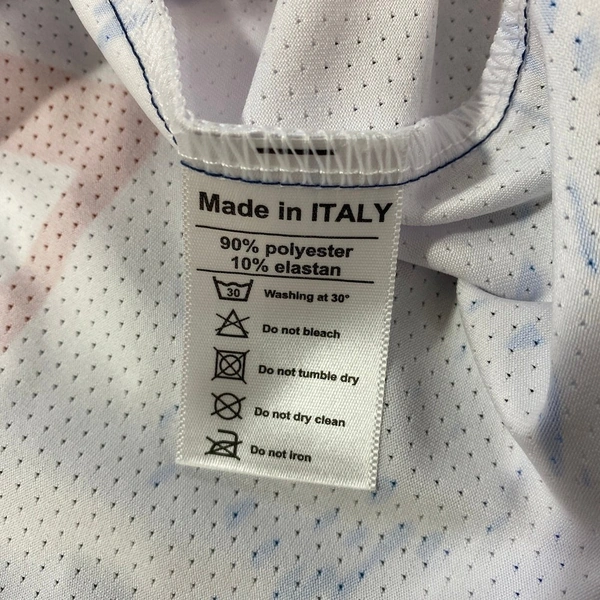 Made in ITALY
90% polyester
10% elastan
30 Washing at 30°
Do not bleach
Do not tumble dry
Do not dry clean
Do not iron